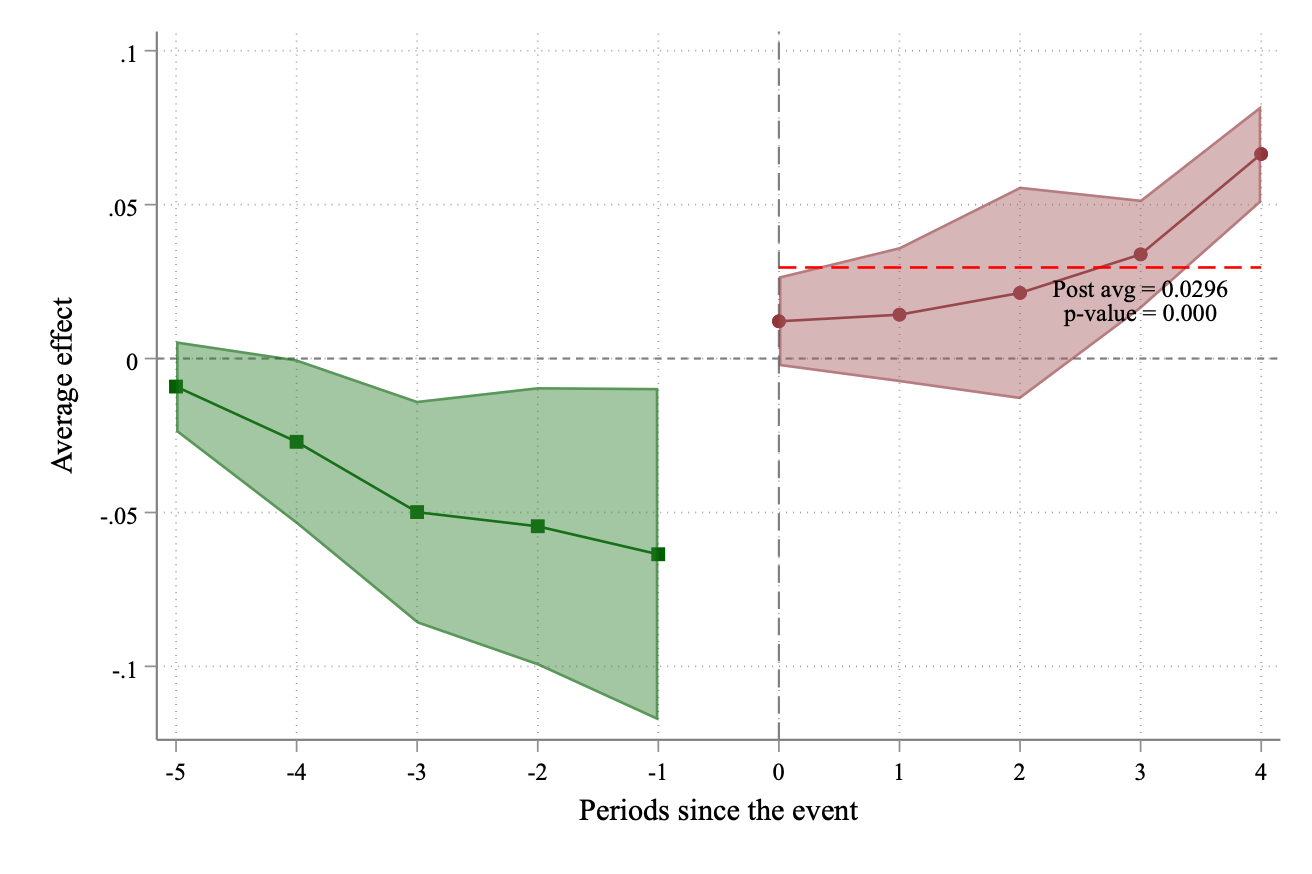 .1
.05
0
-.05
-.1
Average effect
Post avg = 0.0296
p-value = 0.000
-5 -4 -3 -2 -1 0 1 2 3 4
Periods since the event